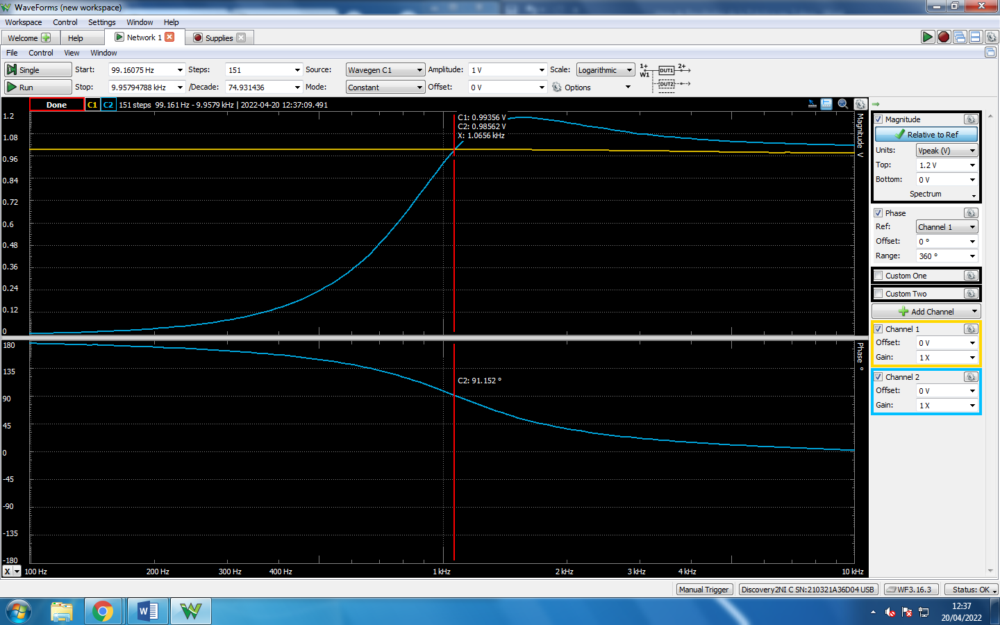 WaveForms (new workspace)
Workspace Control Settings Window Help
Welcome Help Network 1 Supplies
File Control View Window
Single Start: 99.16075 Hz Steps: 151 Source: Wavegen C1 Amplitude: 1 V Scale: Logarithmic 1+ 2+
W1 DUT1
Run Stop: 9.95794788 kHz /Decade: 74.931436 Mode: Constant Offset: 0 V Options DUT2
Done C1 C2 151 steps 99.161 Hz - 9.9579 kHz | 2022-04-20 12:37:09.491
1.2
1.08
0.96
0.84
0.72
0.6
0.48
0.36
0.24
0.12
0
C1: 0.99356 V
C2: 0.98562 V
X: 1.0656 kHz
Magnitude V
180
135
90
45
0
-45
-90
-135
-180
C2: 91.152 °
Phase °
X 100 Hz 200 Hz 300 Hz 400 Hz 1 kHz 2 kHz 3 kHz 4 kHz 10 kHz
Magnitude
Relative to Ref
Units: Vpeak (V)
Top: 1.2 V
Bottom: 0 V
Spectrum
Phase
Ref: Channel 1
Offset: 0 °
Range: 360 °
Custom One
Custom Two
Add Channel
Channel 1
Offset: 0 V
Gain: 1 X
Channel 2
Offset: 0 V
Gain: 1 X
Manual Trigger Discovery2NI C SN:210321A36D04 USB WF3.16.3 Status: OK
12:37
20/04/2022